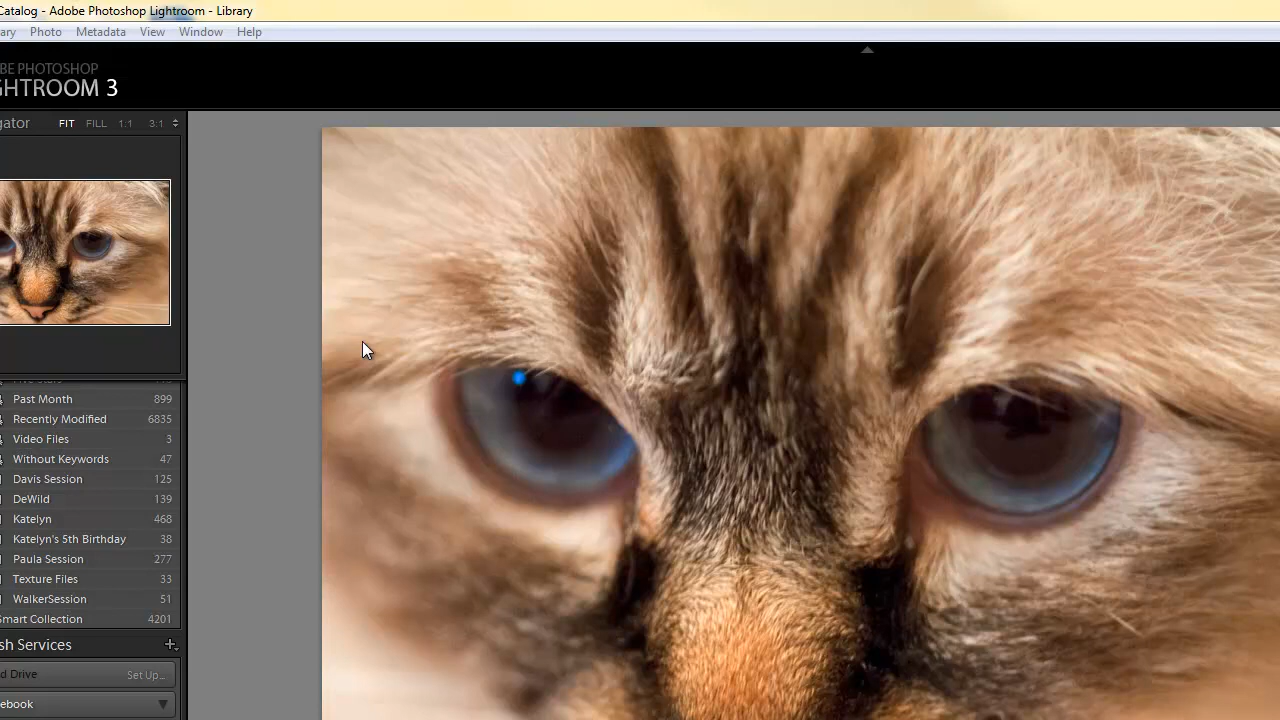 Catalog - Adobe Photoshop Lightroom - Library
ary Photo Metadata View Window Help
BE PHOTOSHOP
GHTROOM 3
gator FIT FILL 1:1 3:1
Past Month 899
Recently Modified 6835
Video Files 3
Without Keywords 47
Davis Session 125
DeWild 139
Katelyn 468
Katelyn's 5th Birthday 38
Paula Session 277
Texture Files 33
WalkerSession 51
Smart Collection 4201
sh Services +
d Drive Set Up...
ebook